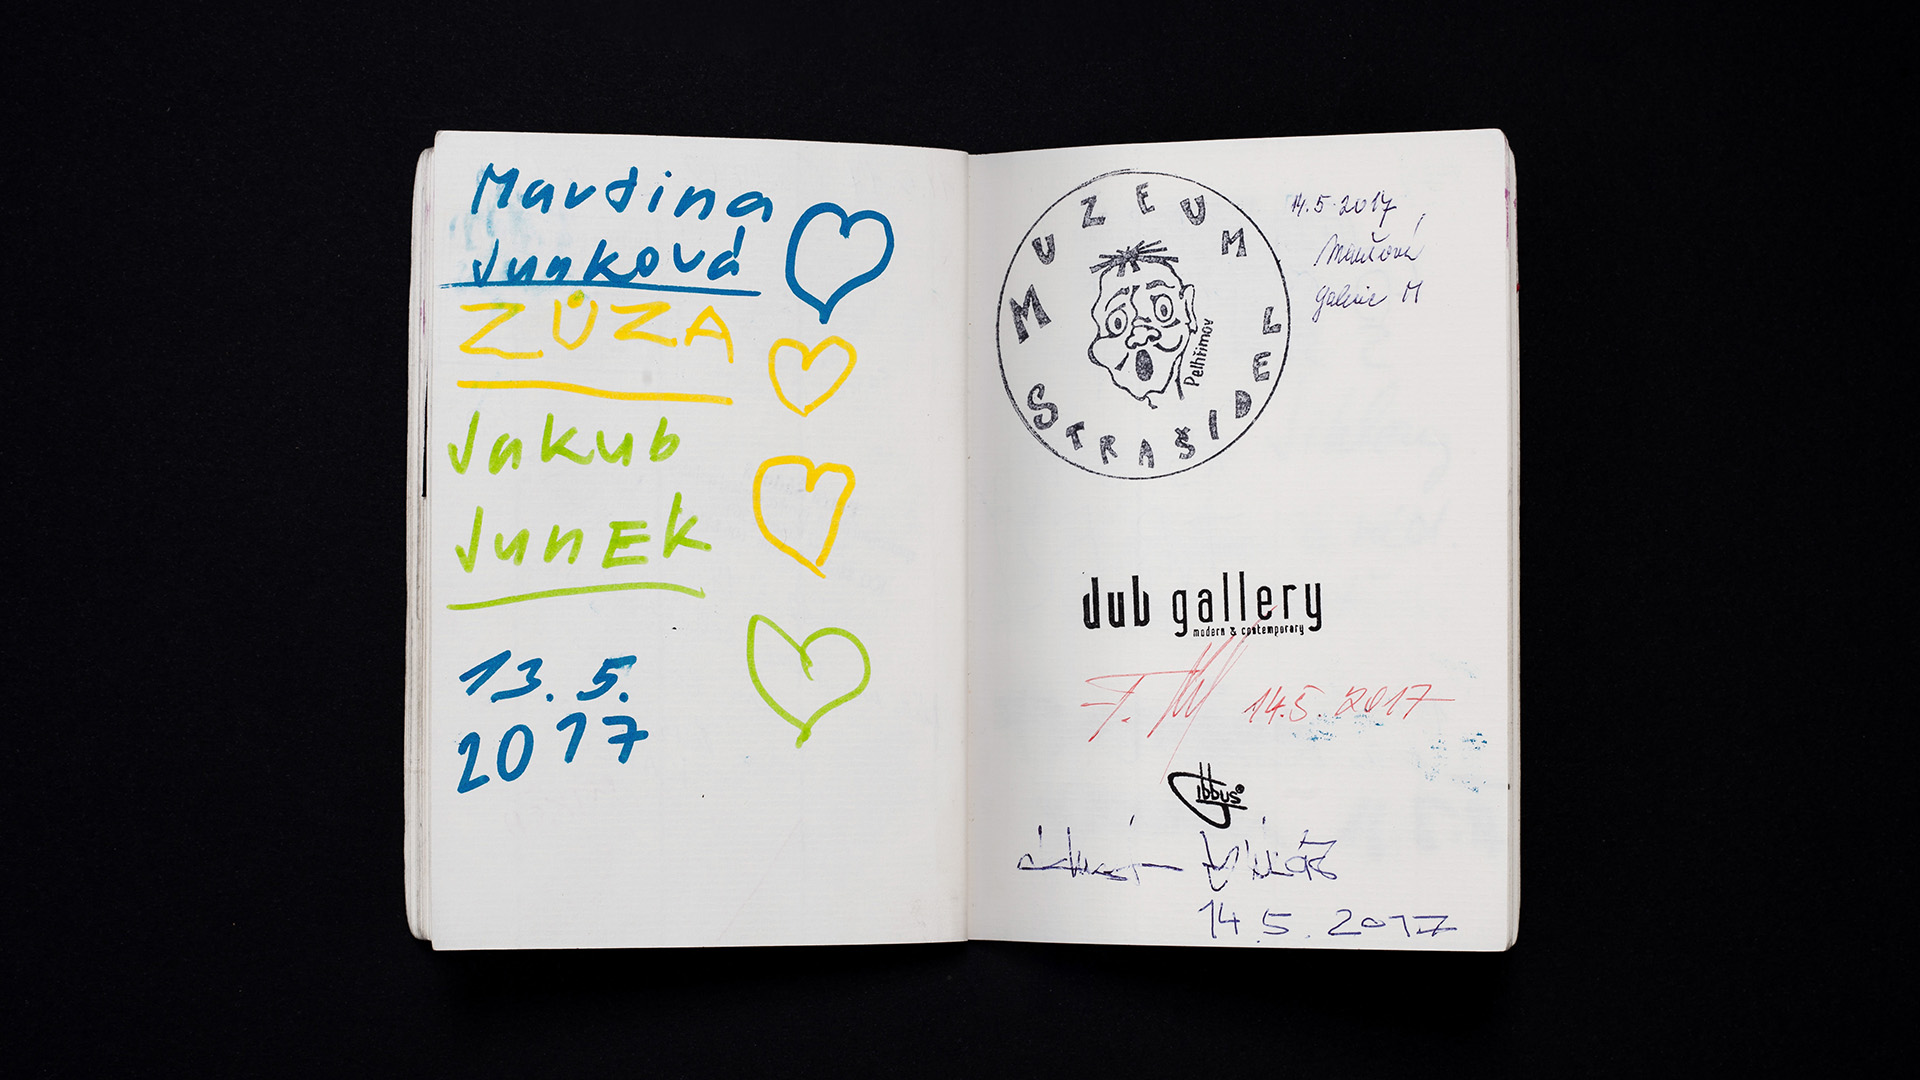 Martina
Junková
ZŮZA
Jakub
JunEk
13. 5.
2017
MUZEUM
STRAŠIDEL
Pelhřimov
14.5.2017
Galerie M
dub gallery
modern & contemporary
14.5.2017
Gibbus
14.5.2017